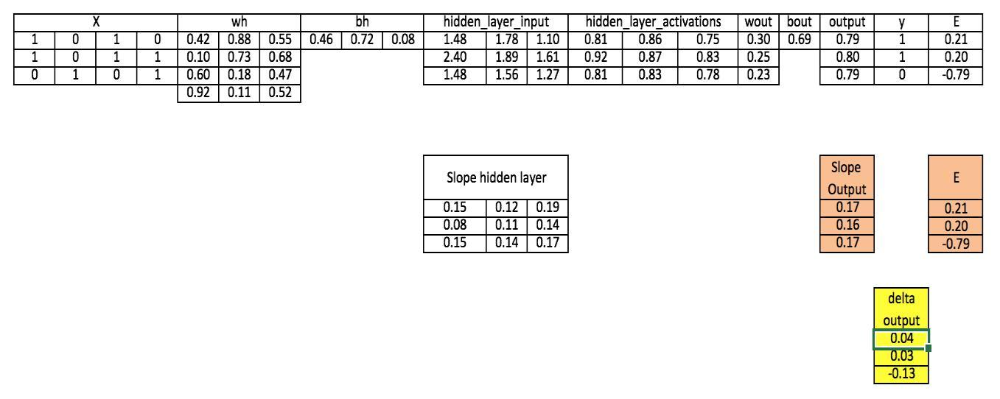 X wh bh hidden_layer_input hidden_layer_activations wout bout output y E
1 0 1 0 0.42 0.88 0.55 0.46 0.72 0.08 1.48 1.78 1.10 0.81 0.86 0.75 0.30 0.69 0.79 1 0.21
1 0 1 1 0.10 0.73 0.68 2.40 1.89 1.61 0.92 0.87 0.83 0.25 0.80 1 0.20
0 1 0 1 0.60 0.18 0.47 1.48 1.56 1.27 0.81 0.83 0.78 0.23 0.79 0 -0.79
0.92 0.11 0.52
Slope hidden layer
0.15 0.12 0.19
0.08 0.11 0.14
0.15 0.14 0.17
Slope
Output
0.17
0.16
0.17
E
0.21
0.20
-0.79
delta
output
0.04
0.03
-0.13